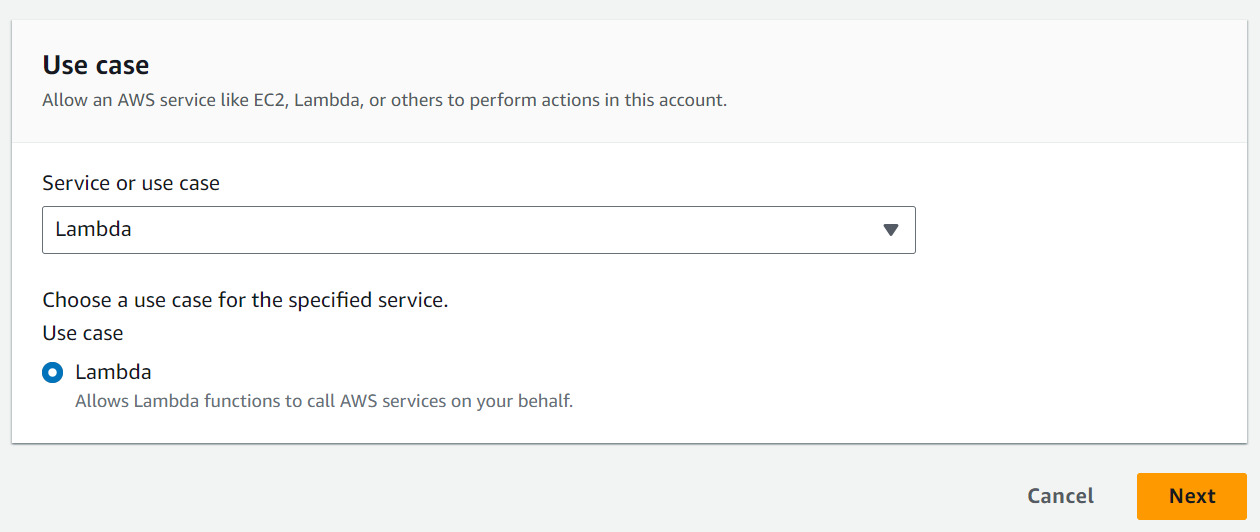 Use case
Allow an AWS service like EC2, Lambda, or others to perform actions in this account.
Service or use case
Lambda
Choose a use case for the specified service.
Use case
Lambda
Allows Lambda functions to call AWS services on your behalf.
Cancel Next